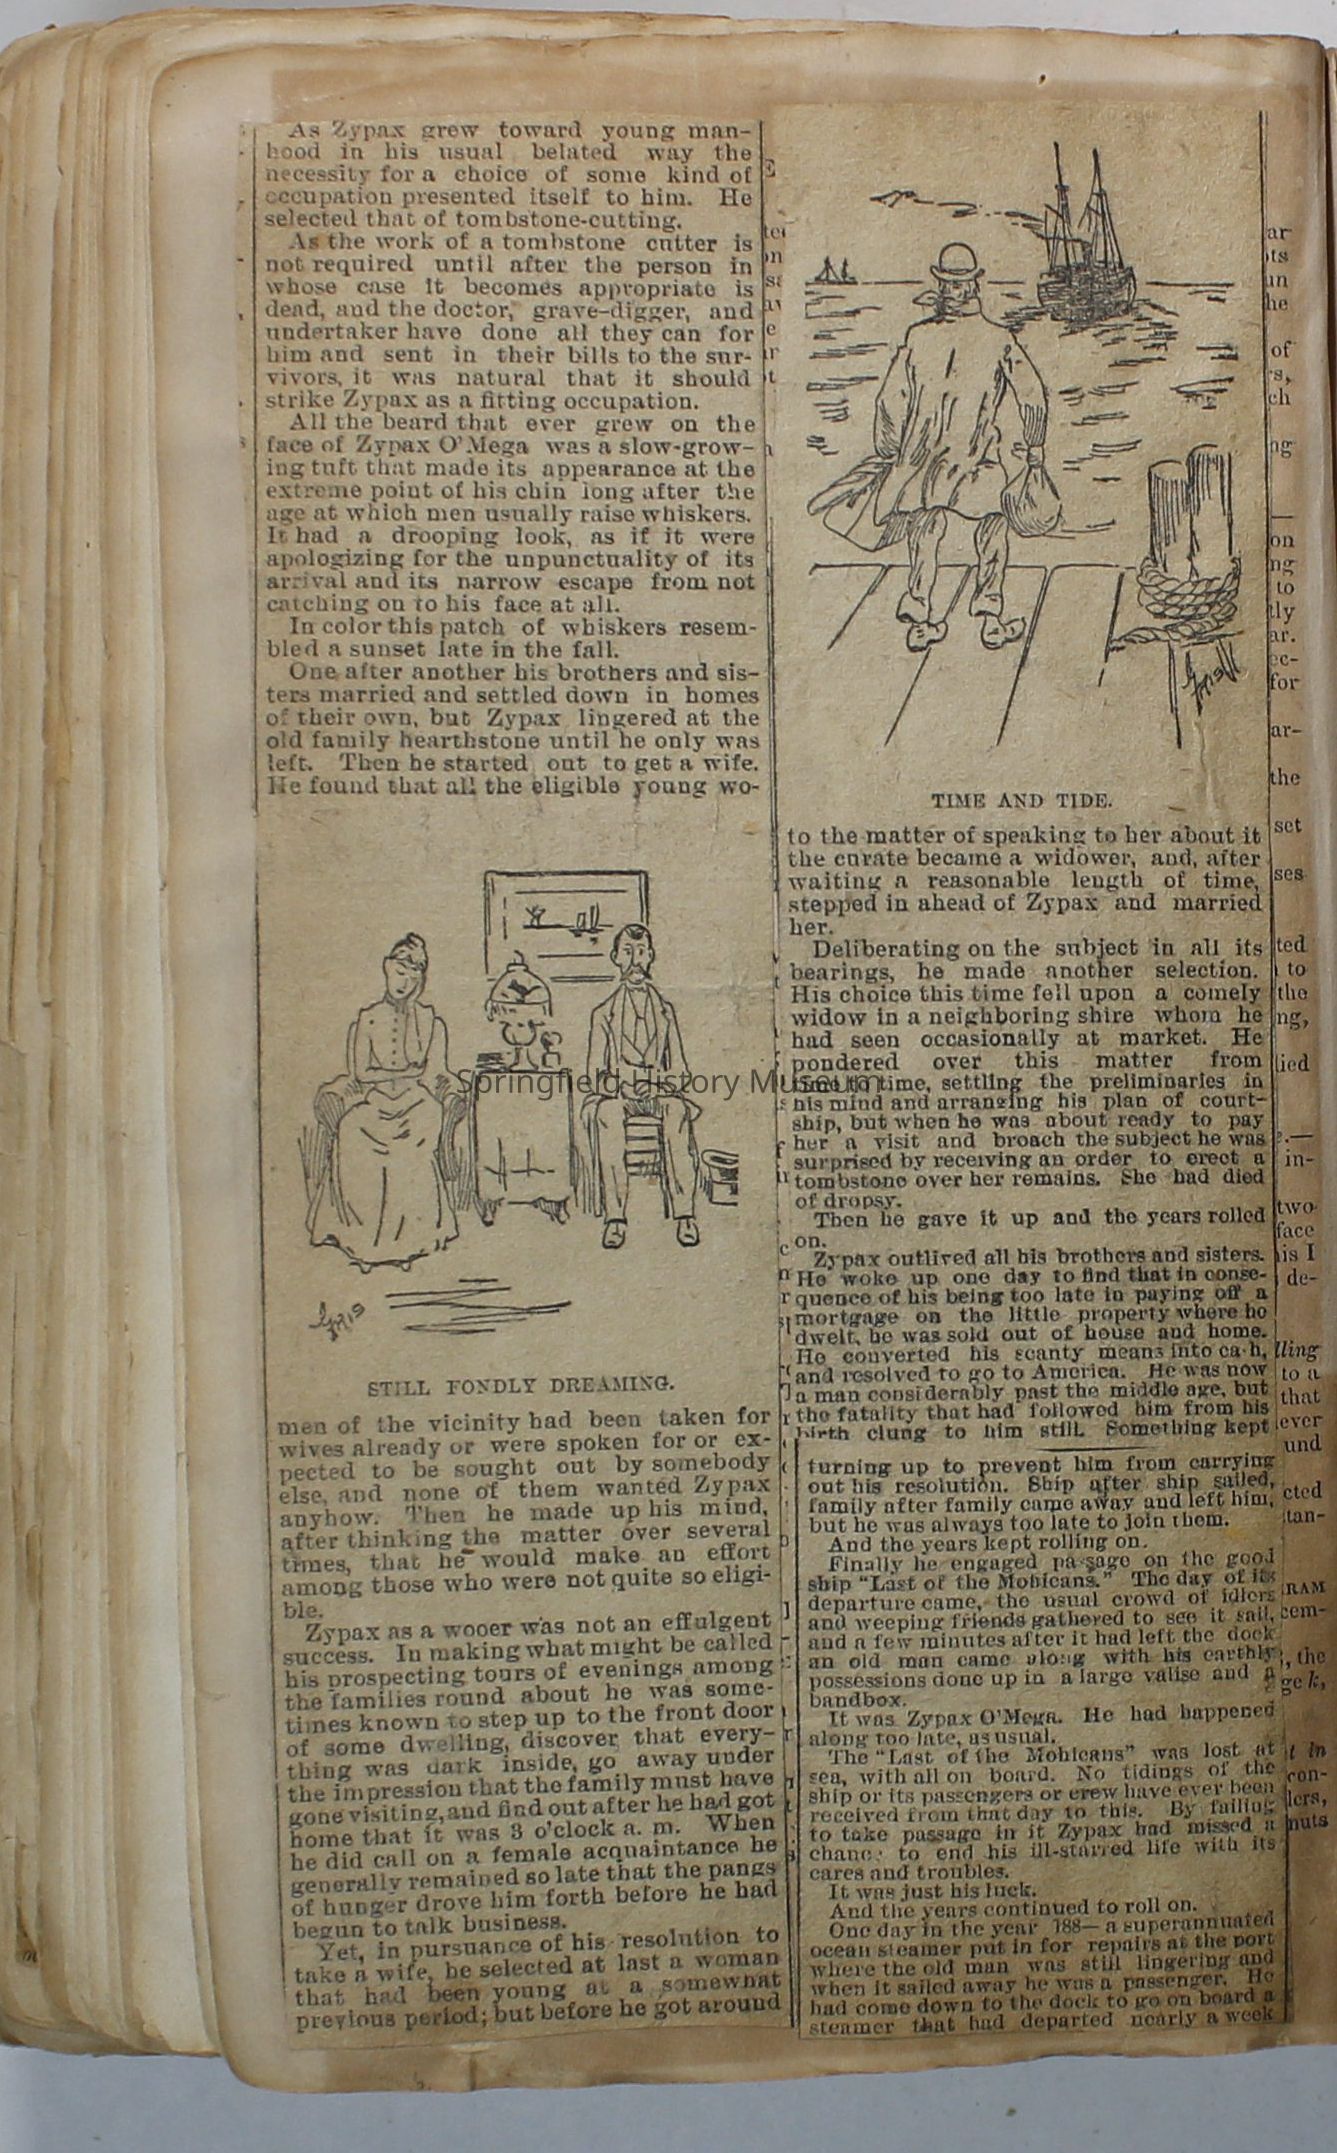 As Zypax grew toward young man-
hood in his usual belated way the
necessity for a choice of some kind of
occupation presented itself to him. He
selected that of tombstone-cutting.
As the work of a tombstone cutter is
not required until after the person in
whose case it becomes appropriate is
dead, and the doctor, grave-digger, and
undertaker have done all they can for
him and sent in their bills to the sur-
vivors, it was natural that it should
strike Zypax as a fitting occupation.
All the beard that ever grew on the
face of Zypax O'Mega was a slow-grow-
ing tuft that made its appearance at the
extreme point of his chin long after the
age at which men usually raise whiskers.
It had a drooping look, as if it were
apologizing for the unpunctuality of its
arrival and its narrow escape from not
catching on to his face at all.
In color this patch of whiskers resem-
bled a sunset late in the fall.
One after another his brothers and sis-
ters married and settled down in homes
of their own, but Zypax lingered at the
old family hearthstone until he only was
left. Then he started out to get a wife.
He found that all the eligible young wo-
STILL FONDLY DREAMING.
men of the vicinity had been taken for
wives already or were spoken for or ex-
pected to be sought out by somebody
else, and none of them wanted Zypax
anyhow. Then he made up his mind,
after thinking the matter over several
times, that he would make an effort
among those who were not quite so eligi-
ble.
Zypax as a wooer was not an effulgent
success. In making what might be called
his prospecting tours of evenings among
the families round about he was some-
times known to step up to the front door
of some dwelling, discover that every-
thing was dark inside, go away under
the impression that the family must have
gone visiting, and find out after he had got
home that it was 3 o'clock a. m. When
he did call on a female acquaintance he
generally remained so late that the pangs
of hunger drove him forth before he had
begun to talk business.
Yet, in pursuance of his resolution to
take a wife, he selected at last a woman
that had been young at a somewhat
previous period; but before he got around
TIME AND TIDE.
to the matter of speaking to her about it
the curate became a widower, and, after
waiting a reasonable length of time,
stepped in ahead of Zypax and married
her.
Deliberating on the subject in all its
bearings, he made another selection.
His choice this time fell upon a comely
widow in a neighboring shire whom he
had seen occasionally at market. He
pondered over this matter from
time to time, settling the preliminaries in
his mind and arranging his plan of court-
ship, but when he was about ready to pay
her a visit and broach the subject he was
surprised by receiving an order to erect a
tombstone over her remains. She had died
of dropsy.
Then he gave it up and the years rolled
on.
Zypax outlived all his brothers and sisters.
He woke up one day to find that in conse-
quence of his being too late in paying off a
mortgage on the little property where he
dwelt, he was sold out of house and home.
He converted his scanty means into cash,
and resolved to go to America. He was now
a man considerably past the middle age, but
the fatality that had followed him from his
birth clung to him still. Something kept
turning up to prevent him from carrying
out his resolution. Ship after ship sailed,
family after family came away and left him,
but he was always too late to join them.
And the years kept rolling on.
Finally he engaged passage on the good
ship "Last of the Mohicans." The day of its
departure came, the usual crowd of idlers
and weeping friends gathered to see it sail,
and a few minutes after it had left the dock
an old man came along with his earthly
possessions done up in a large valise and a
bandbox.
It was Zypax O'Mega. He had happened
along too late, as usual.
The "Last of the Mohicans" was lost at
sea, with all on board. No tidings of the
ship or its passengers or crew have ever been
received from that day to this. By failing
to take passage in it Zypax had missed a
chance to end his ill-starred life with its
cares and troubles.
It was just his luck.
And the years continued to roll on.
One day in the year 188— a superannuated
ocean steamer put in for repairs at the port
where the old man was still lingering and
when it sailed away he was a passenger. He
had come down to the dock to go on board a
steamer that had departed nearly a week
Springfield History Museum